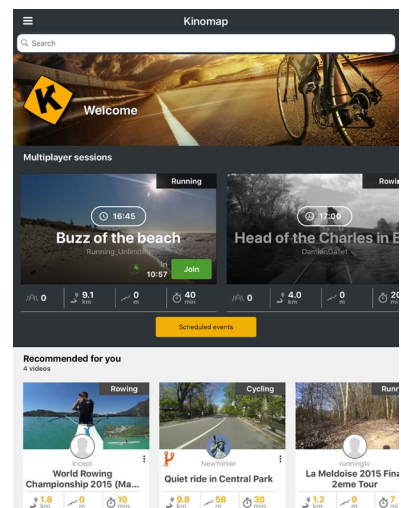 Kinomap
Search
K
Welcome
Multiplayer sessions
Running
16:45
Buzz of the beach
Running_Unlimited
in
10:57
Join
0
9.1
km
0
m
40
min
17:00
Head of the Charles in
DamienGallet
0
4.0
km
0
m
Scheduled events
Recommended for you
4 videos
Rowing
incept
World Rowing
Championship 2015 (Ma...
1.8
km
0
m
10
min
Cycling
NewYorker
Quiet ride in Central Park
9.8
km
58
m
30
min
runningtv
La Meldoise 2015
2eme Tour
1.2
km
0
m
7
min